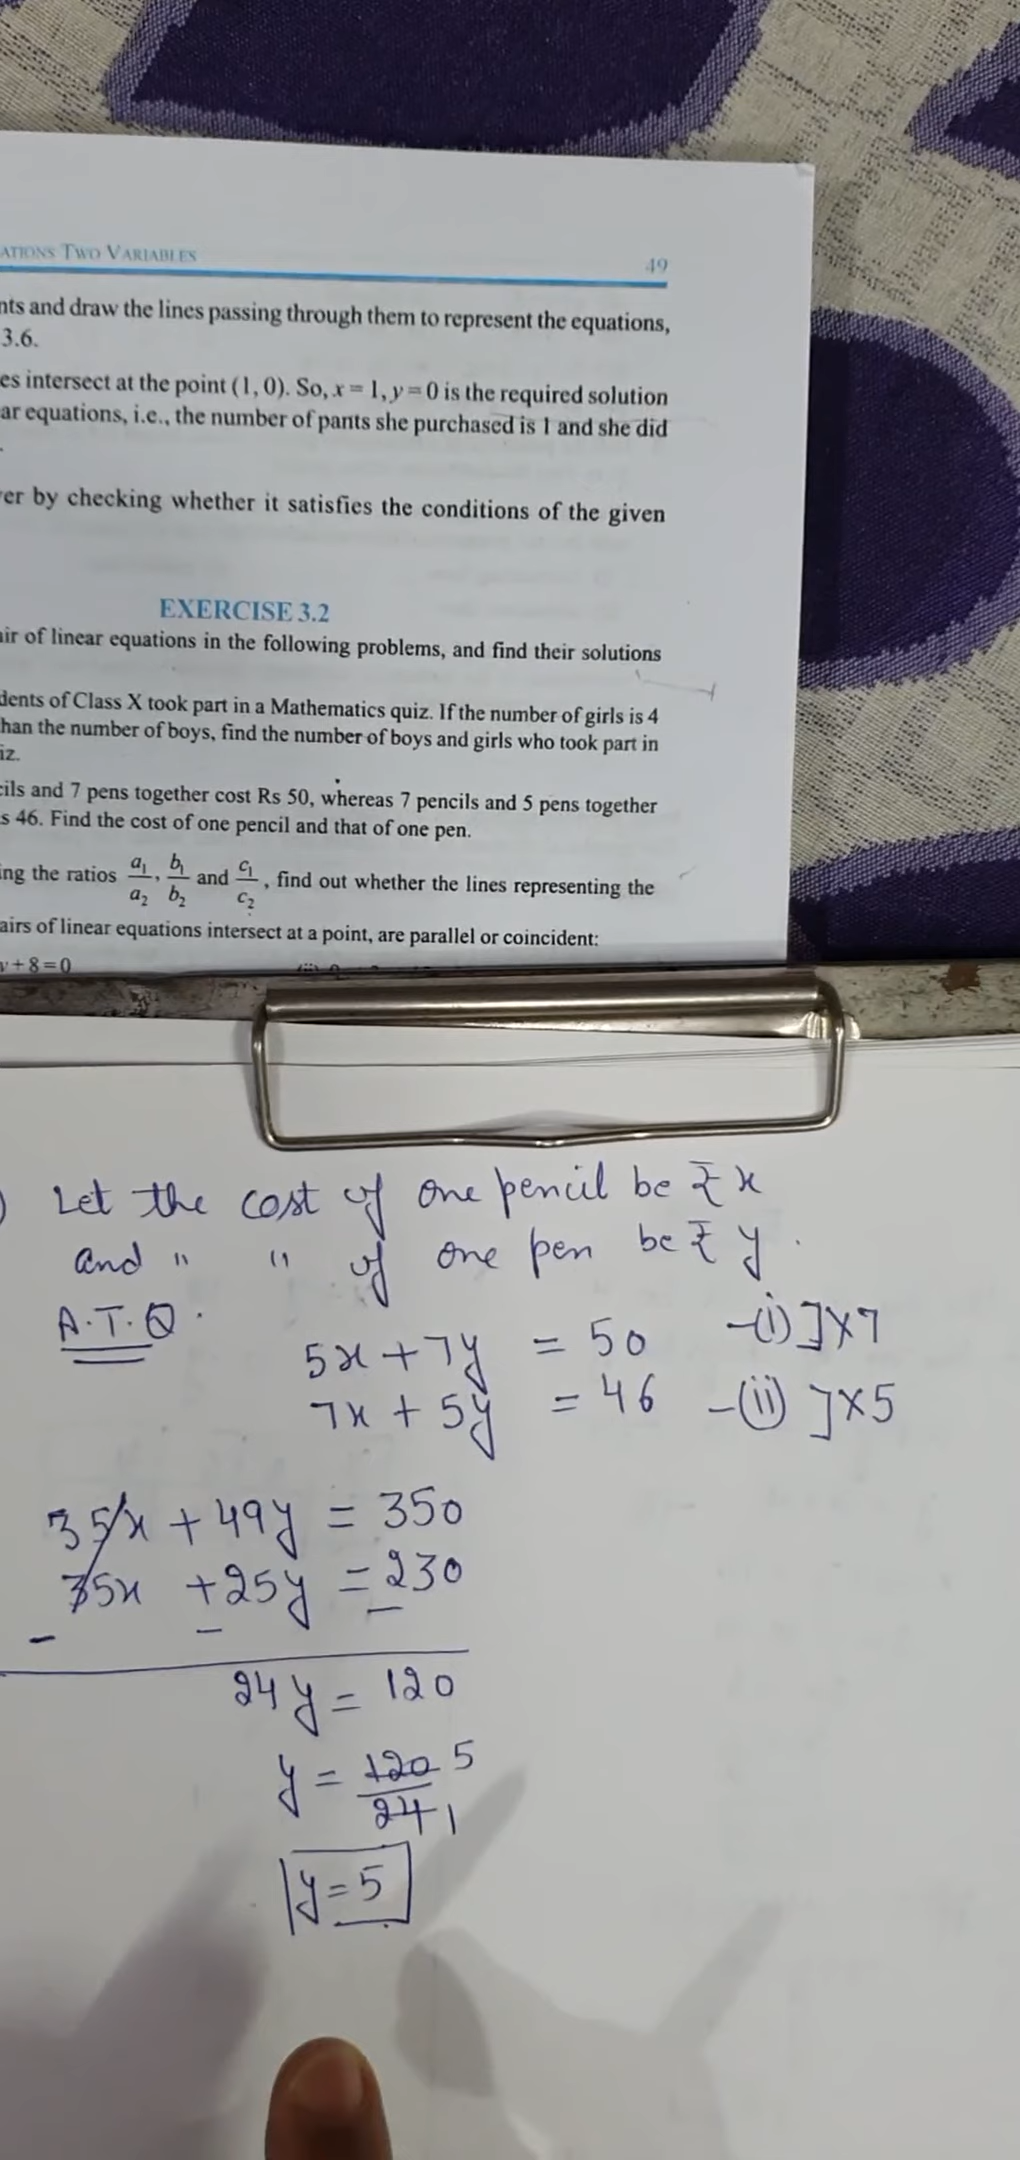 ATIONS TWO VARIABLES 49
nts and draw the lines passing through them to represent the equations,
3.6.
es intersect at the point (1, 0). So, x = 1, y = 0 is the required solution
ar equations, i.e., the number of pants she purchased is 1 and she did
er by checking whether it satisfies the conditions of the given
EXERCISE 3.2
air of linear equations in the following problems, and find their solutions
dents of Class X took part in a Mathematics quiz. If the number of girls is 4
han the number of boys, find the number of boys and girls who took part in
iz.
cils and 7 pens together cost Rs 50, whereas 7 pencils and 5 pens together
s 46. Find the cost of one pencil and that of one pen.
ing the ratios a₁/a₂, b₁/b₂ and c₁/c₂, find out whether the lines representing the
airs of linear equations intersect at a point, are parallel or coincident:
y + 8 = 0
) Let the cost of one pencil be ₹ x
and " " of one pen be ₹ y.
A.T.Q.
5x + 7y = 50 -(i) ]×7
7x + 5y = 46 -(ii) ]×5
35x + 49y = 350
35x + 25y = 230
- - -
24y = 120
y = 120/24 5/1
y = 5